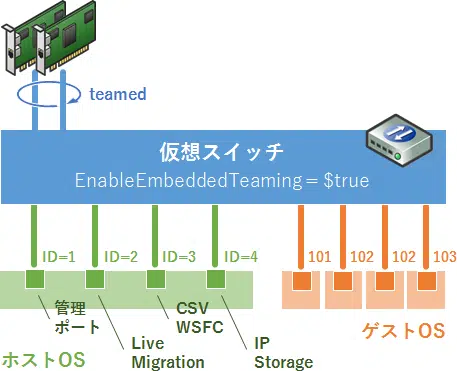 teamed
仮想スイッチ
EnableEmbeddedTeaming = $true
ID=1
ID=2
ID=3
ID=4
101
102
102
103
管理
ポート
Live
Migration
CSV
WSFC
IP
Storage
ホストOS
ゲストOS